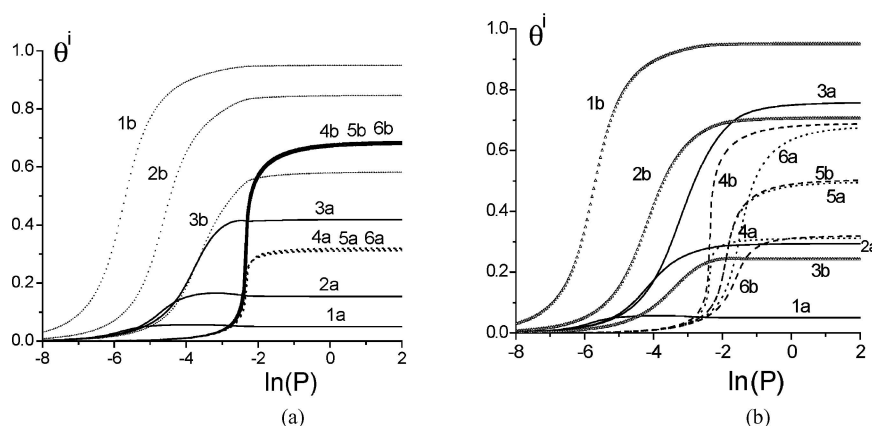 θ^i
1.0
0.8
0.6
0.4
0.2
0.0
1b
2b
3b
4b 5b 6b
3a
4a 5a 6a
2a
1a
-8 -6 -4 -2 0 2
ln(P)
(a)
θ^i
1.0
0.8
0.6
0.4
0.2
0.0
1b
2b
3a
4b
6a
5b
5a
4a
2a
3b
6b
1a
-8 -6 -4 -2 0 2
ln(P)
(b)